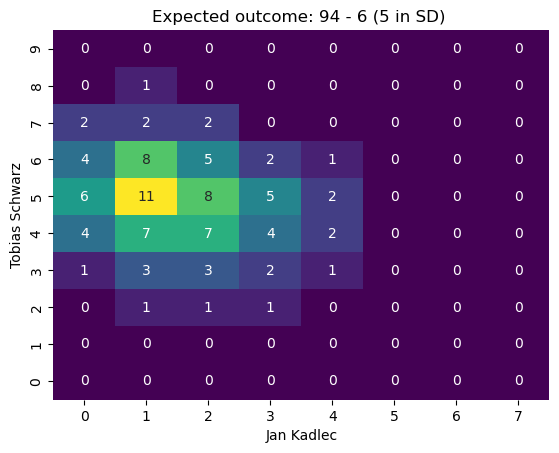 Expected outcome: 94 - 6 (5 in SD)
Tobias Schwarz
9 0 0 0 0 0 0 0 0
8 0 1 0 0 0 0 0 0
7 2 2 2 0 0 0 0 0
6 4 8 5 2 1 0 0 0
5 6 11 8 5 2 0 0 0
4 4 7 7 4 2 0 0 0
3 1 3 3 2 1 0 0 0
2 0 1 1 1 0 0 0 0
1 0 0 0 0 0 0 0 0
0 0 0 0 0 0 0 0 0
0 1 2 3 4 5 6 7
Jan Kadlec